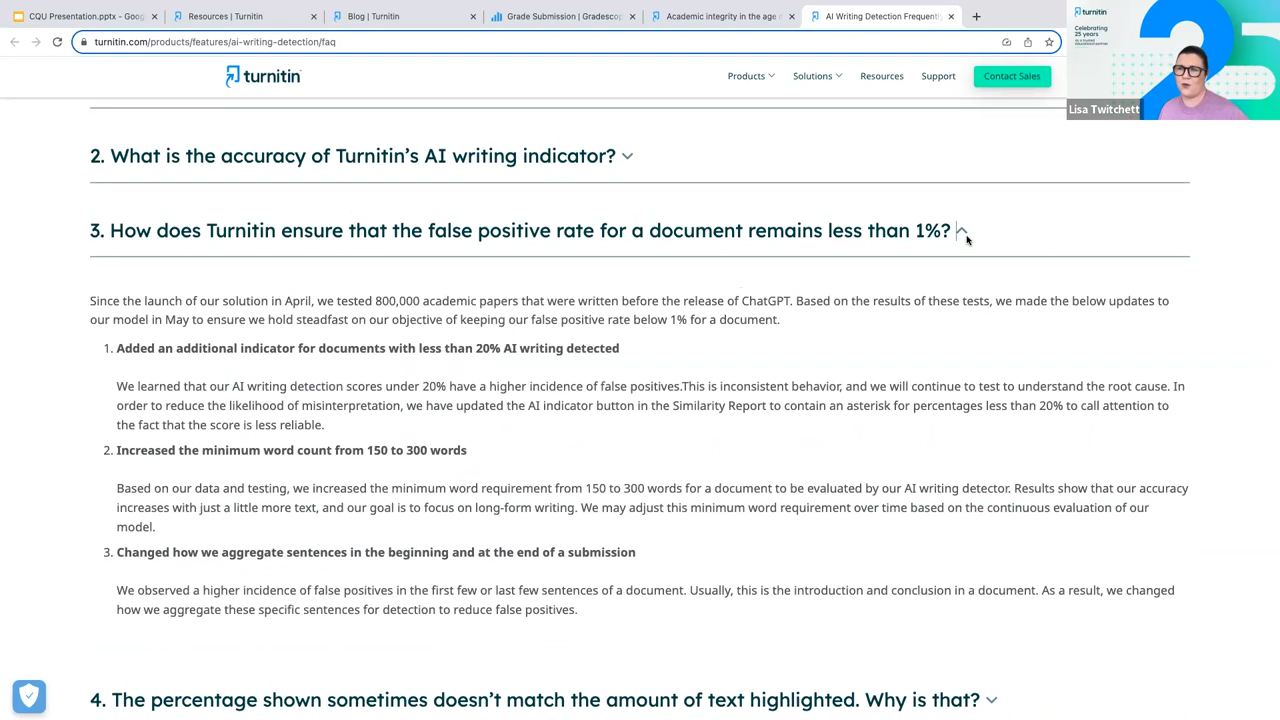 CQU Presentation.pptx - Goog
Resources | Turnitin
Blog | Turnitin
Grade Submission | Gradescop
Academic integrity in the age o
AI Writing Detection Frequently
turnitin.com/products/features/ai-writing-detection/faq
turnitin
Products
Solutions
Resources
Support
Contact Sales
turnitin
Celebrating
25 years
Lisa Twitchett
2. What is the accuracy of Turnitin's AI writing indicator?
3. How does Turnitin ensure that the false positive rate for a document remains less than 1%?
Since the launch of our solution in April, we tested 800,000 academic papers that were written before the release of ChatGPT. Based on the results of these tests, we made the below updates to
our model in May to ensure we hold steadfast on our objective of keeping our false positive rate below 1% for a document.
1. Added an additional indicator for documents with less than 20% AI writing detected
We learned that our AI writing detection scores under 20% have a higher incidence of false positives.This is inconsistent behavior, and we will continue to test to understand the root cause. In
order to reduce the likelihood of misinterpretation, we have updated the AI indicator button in the Similarity Report to contain an asterisk for percentages less than 20% to call attention to
the fact that the score is less reliable.
2. Increased the minimum word count from 150 to 300 words
Based on our data and testing, we increased the minimum word requirement from 150 to 300 words for a document to be evaluated by our AI writing detector. Results show that our accuracy
increases with just a little more text, and our goal is to focus on long-form writing. We may adjust this minimum word requirement over time based on the continuous evaluation of our
model.
3. Changed how we aggregate sentences in the beginning and at the end of a submission
We observed a higher incidence of false positives in the first few or last few sentences of a document. Usually, this is the introduction and conclusion in a document. As a result, we changed
how we aggregate these specific sentences for detection to reduce false positives.
4. The percentage shown sometimes doesn't match the amount of text highlighted. Why is that?